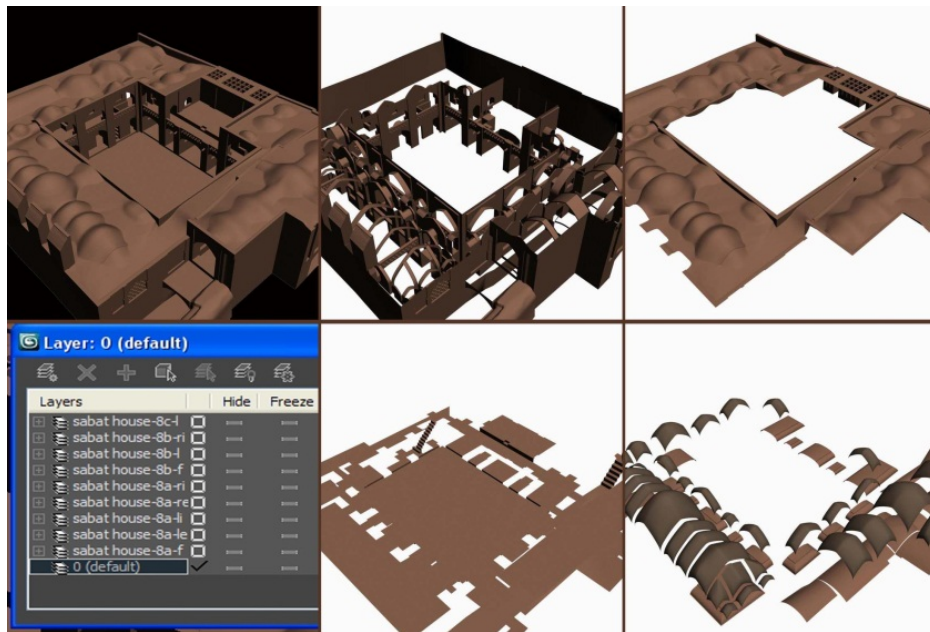 Layer: 0 (default)
Layers Hide Freeze
sabat house-8c-l
sabat house-8b-ri
sabat house-8b-l
sabat house-8b-f
sabat house-8a-ri
sabat house-8a-re
sabat house-8a-li
sabat house-8a-le
sabat house-8a-f
0 (default)